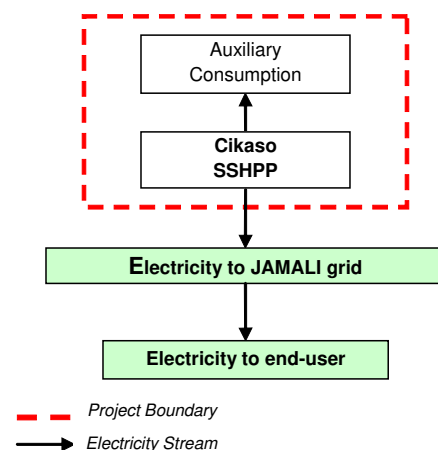 Auxiliary
Consumption
Cikaso
SSHPP
Electricity to JAMALI grid
Electricity to end-user
Project Boundary
Electricity Stream